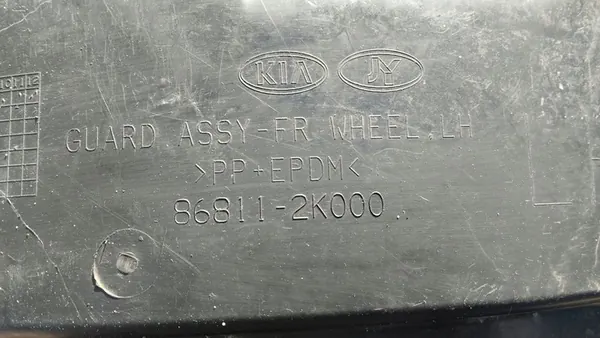 KIA JY
GUARD ASSY-FR WHEEL,LH
>PP+EPDM<
86811-2K000